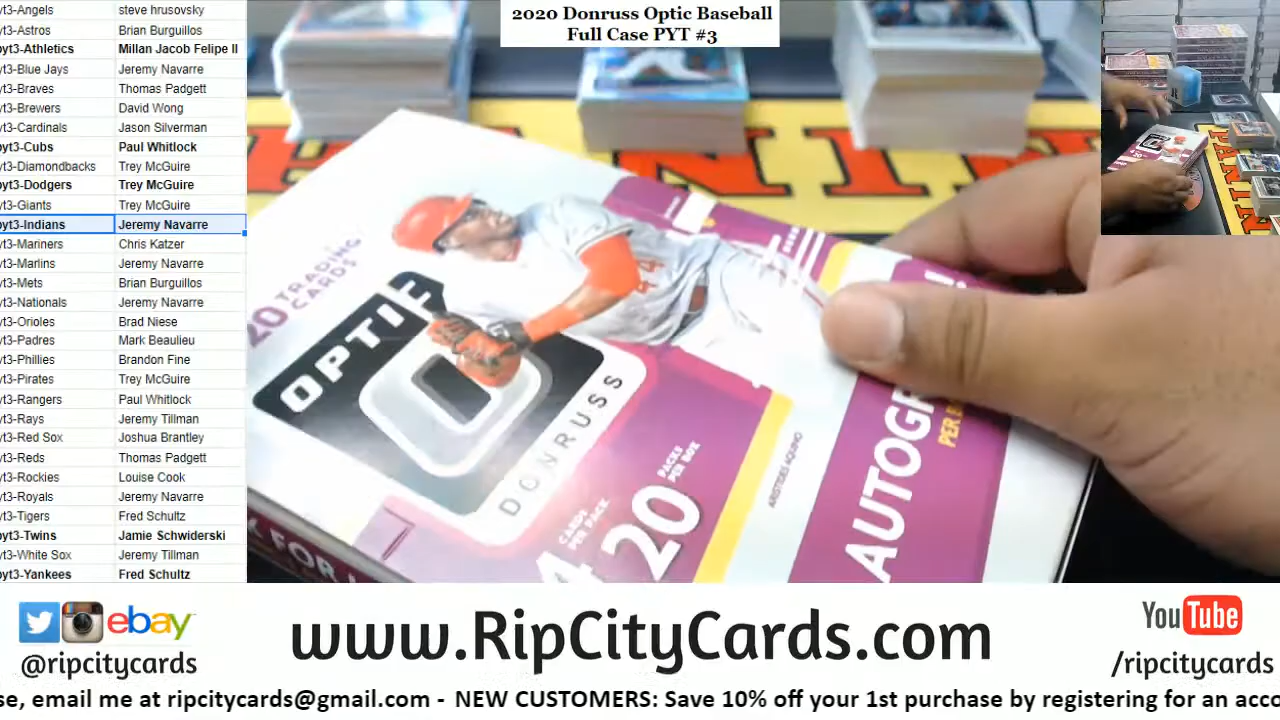 2020 Donruss Optic Baseball
Full Case PYT #3
yt3-Angels steve hrusovsky
yt3-Astros Brian Burguillos
pyt3-Athletics Millan Jacob Felipe II
yt3-Blue Jays Jeremy Navarre
yt3-Braves Thomas Padgett
yt3-Brewers David Wong
yt3-Cardinals Jason Silverman
pyt3-Cubs Paul Whitlock
yt3-Diamondbacks Trey McGuire
pyt3-Dodgers Trey McGuire
yt3-Giants Trey McGuire
pyt3-Indians Jeremy Navarre
yt3-Mariners Chris Katzer
yt3-Marlins Jeremy Navarre
yt3-Mets Brian Burguillos
yt3-Nationals Jeremy Navarre
yt3-Orioles Brad Niese
yt3-Padres Mark Beaulieu
yt3-Phillies Brandon Fine
yt3-Pirates Trey McGuire
yt3-Rangers Paul Whitlock
yt3-Rays Jeremy Tillman
yt3-Red Sox Joshua Brantley
yt3-Reds Thomas Padgett
yt3-Rockies Louise Cook
yt3-Royals Jeremy Navarre
yt3-Tigers Fred Schultz
pyt3-Twins Jamie Schwiderski
yt3-White Sox Jeremy Tillman
pyt3-Yankees Fred Schultz
20 TRADING
CARDS
OPTIC
DONRUSS
4 CARDS
PER PACK
20 PACKS
PER BOX
ARISTIDES AQUINO
AUTOGR
PER B
FOR
PANINI
ebay
@ripcitycards
www.RipCityCards.com
YouTube
/ripcitycards
se, email me at ripcitycards@gmail.com - NEW CUSTOMERS: Save 10% off your 1st purchase by registering for an acco